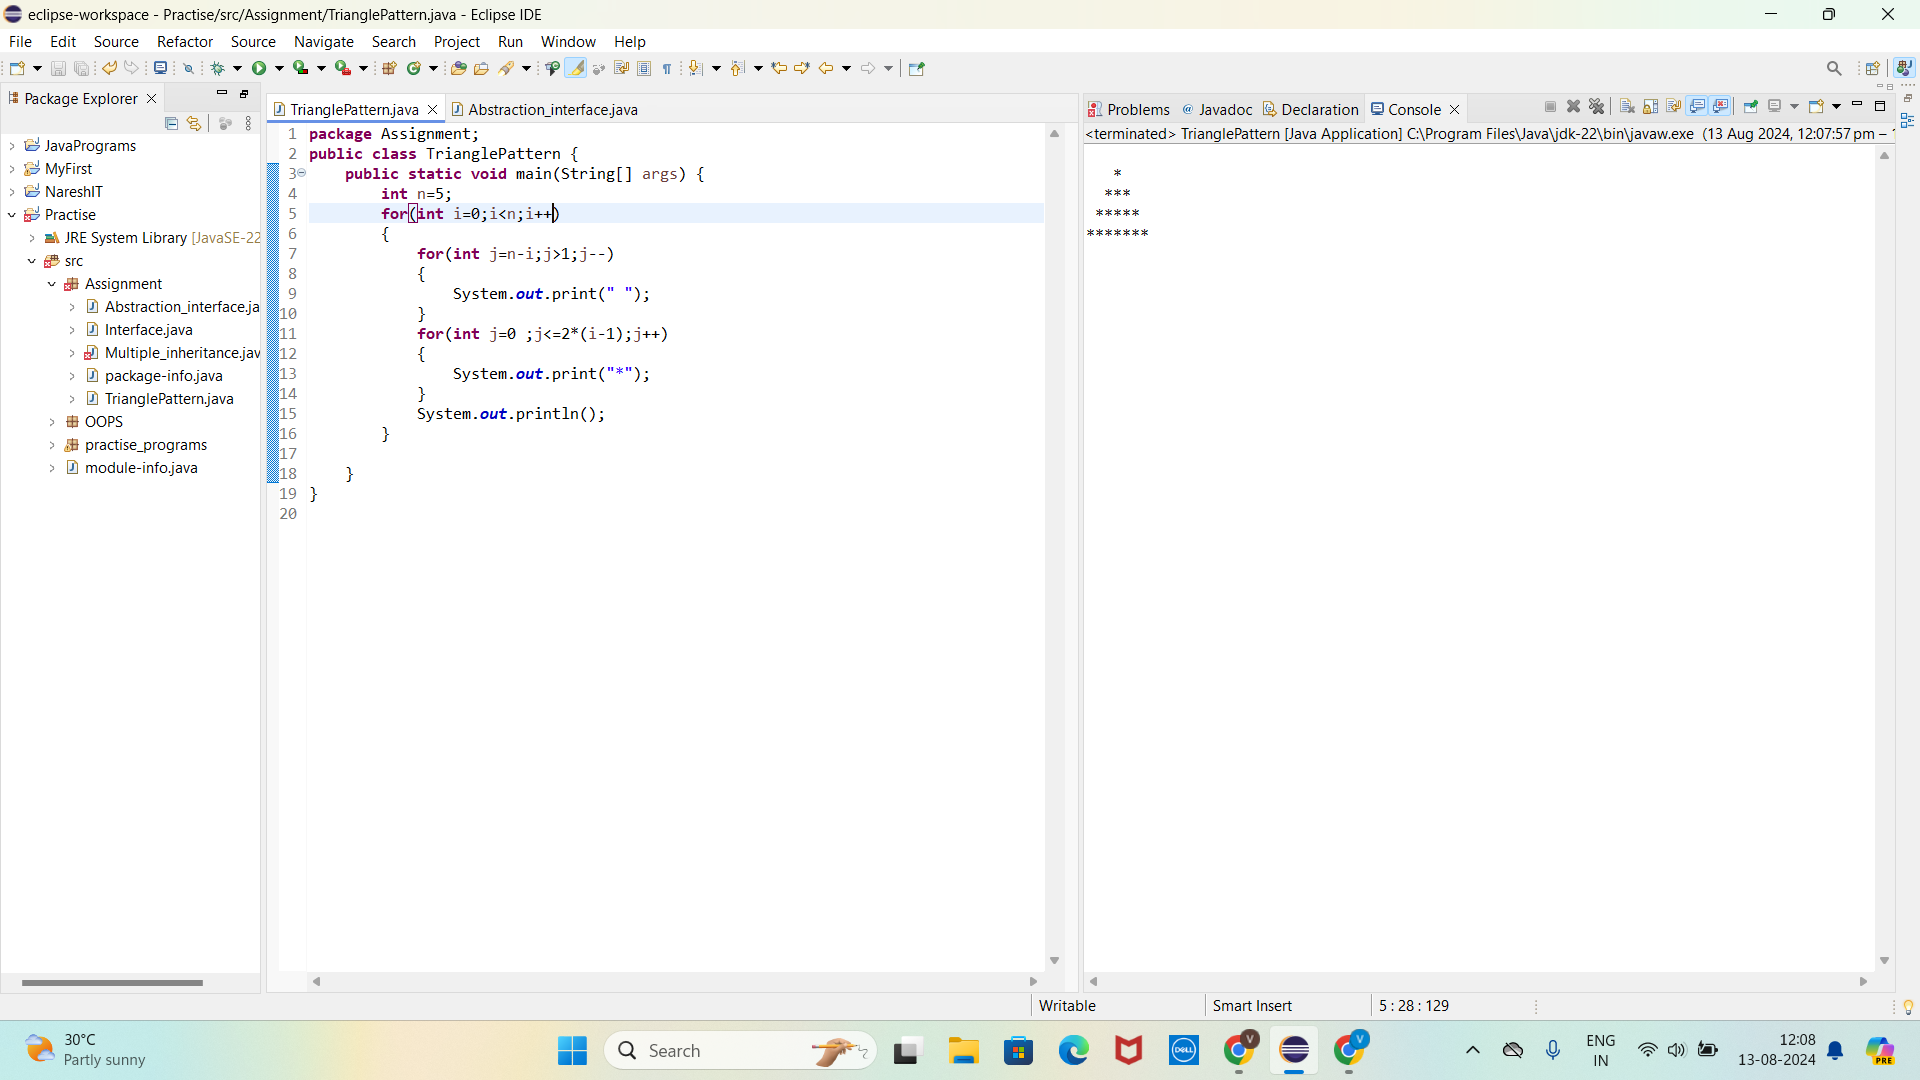 eclipse-workspace - Practise/src/Assignment/TrianglePattern.java - Eclipse IDE
File Edit Source Refactor Source Navigate Search Project Run Window Help
Package Explorer
JavaPrograms
MyFirst
NareshIT
Practise
JRE System Library [JavaSE-22
src
Assignment
Abstraction_interface.ja
Interface.java
Multiple_inheritance.jav
package-info.java
TrianglePattern.java
OOPS
practise_programs
module-info.java
TrianglePattern.java Abstraction_interface.java
1 package Assignment;
2 public class TrianglePattern {
3     public static void main(String[] args) {
4         int n=5;
5         for(int i=0;i<n;i++)
6         {
7             for(int j=n-i;j>1;j--)
8             {
9                 System.out.print(" ");
10             }
11             for(int j=0 ;j<=2*(i-1);j++)
12             {
13                 System.out.print("*");
14             }
15             System.out.println();
16         }
17
18     }
19 }
20
Problems @ Javadoc Declaration Console
<terminated> TrianglePattern [Java Application] C:\Program Files\Java\jdk-22\bin\javaw.exe (13 Aug 2024, 12:07:57 pm –
   *
  ***
 *****
*******
Writable Smart Insert 5 : 28 : 129
30°C
Partly sunny
Search
DELL
V
V
ENG
IN
12:08
13-08-2024
PRE